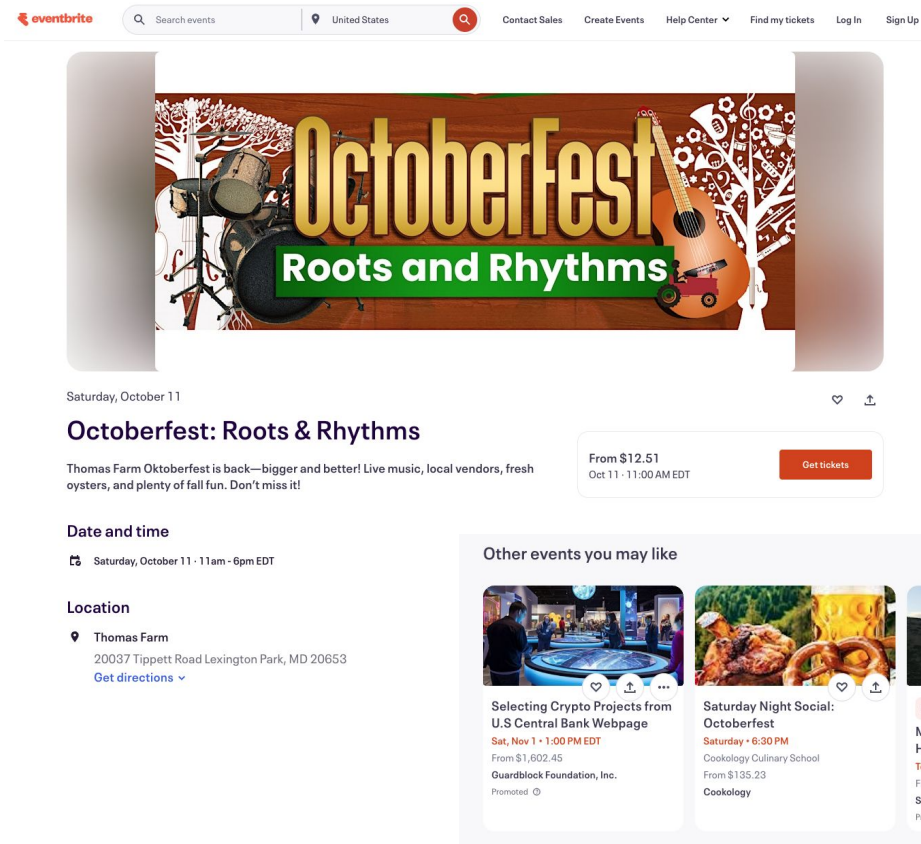 eventbrite
Search events
United States
Contact Sales
Create Events
Help Center
Find my tickets
Log In
Sign Up
OctoberFest
Roots and Rhythms
Saturday, October 11
Octoberfest: Roots & Rhythms
Thomas Farm Oktoberfest is back—bigger and better! Live music, local vendors, fresh
oysters, and plenty of fall fun. Don't miss it!
From $12.51
Oct 11 · 11:00 AM EDT
Get tickets
Date and time
Saturday, October 11 · 11am - 6pm EDT
Location
Thomas Farm
20037 Tippett Road Lexington Park, MD 20653
Get directions
Other events you may like
Selecting Crypto Projects from
U.S Central Bank Webpage
Sat, Nov 1 • 1:00 PM EDT
From $1,602.45
Guardblock Foundation, Inc.
Promoted
Saturday Night Social:
Octoberfest
Saturday • 6:30 PM
Cookology Culinary School
From $135.23
Cookology